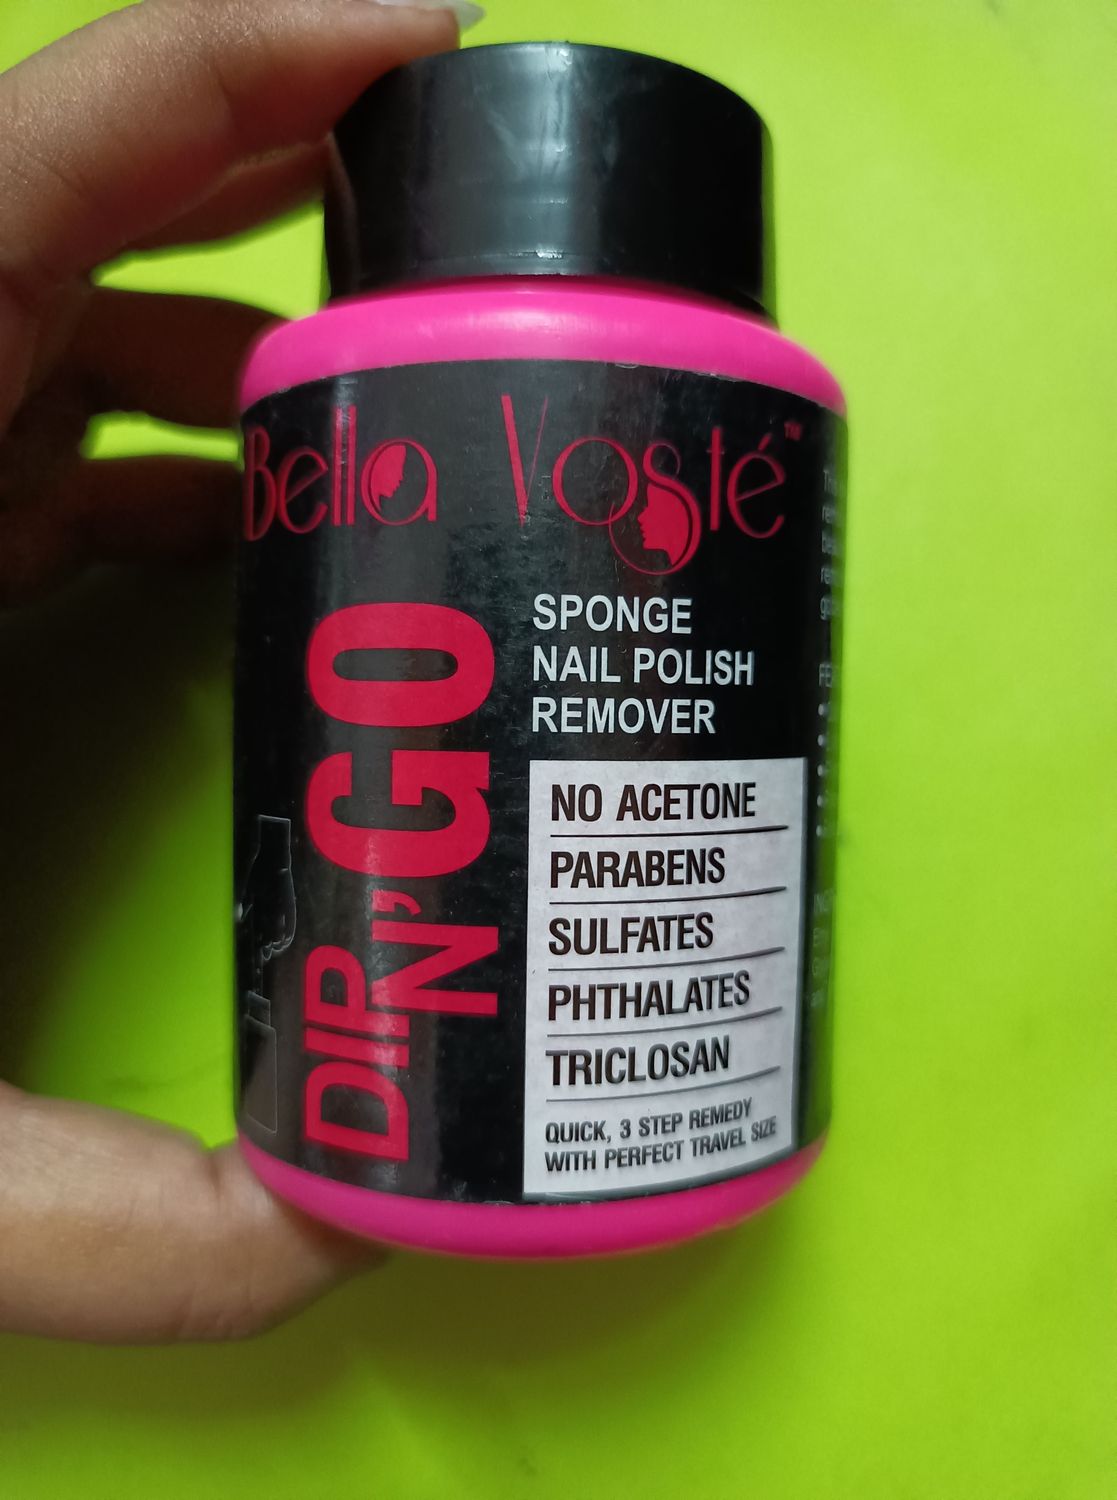 Bella Vosté™
DIP N' GO
SPONGE
NAIL POLISH
REMOVER
NO ACETONE
PARABENS
SULFATES
PHTHALATES
TRICLOSAN
QUICK, 3 STEP REMEDY
WITH PERFECT TRAVEL SIZE